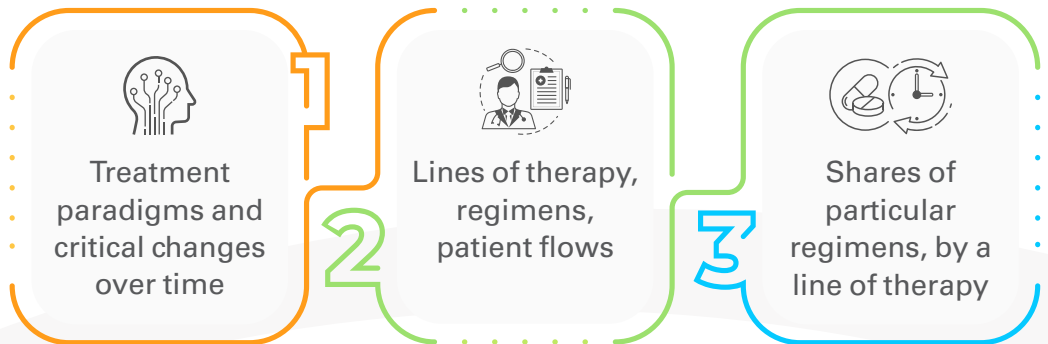 1
Treatment
paradigms and
critical changes
over time
2
Lines of therapy,
regimens,
patient flows
3
Shares of
particular
regimens, by a
line of therapy